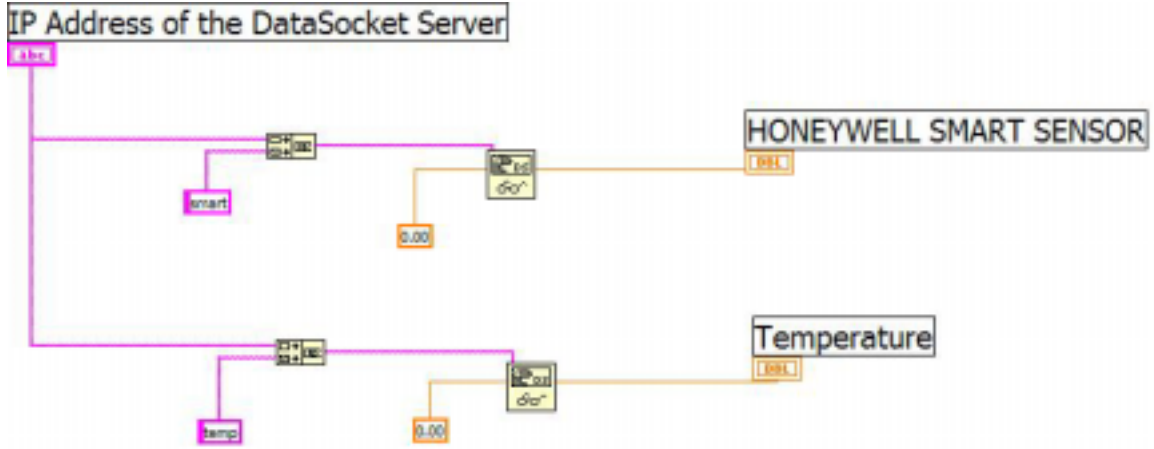 IP Address of the DataSocket Server
abc
HONEYWELL SMART SENSOR
DBL
smart
0.00
Temperature
DBL
temp
0.00